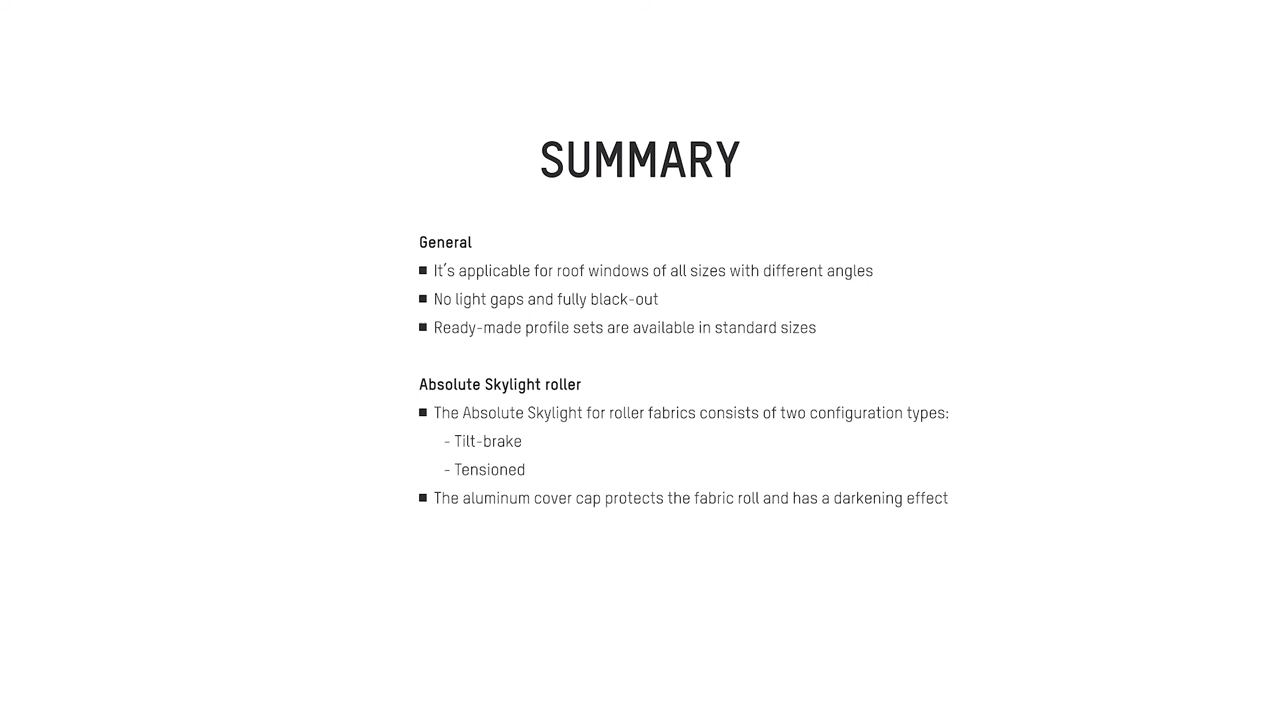 SUMMARY
General
■ It´s applicable for roof windows of all sizes with different angles
■ No light gaps and fully black-out
■ Ready-made profile sets are available in standard sizes
Absolute Skylight roller
■ The Absolute Skylight for roller fabrics consists of two configuration types:
- Tilt-brake
- Tensioned
■ The aluminum cover cap protects the fabric roll and has a darkening effect